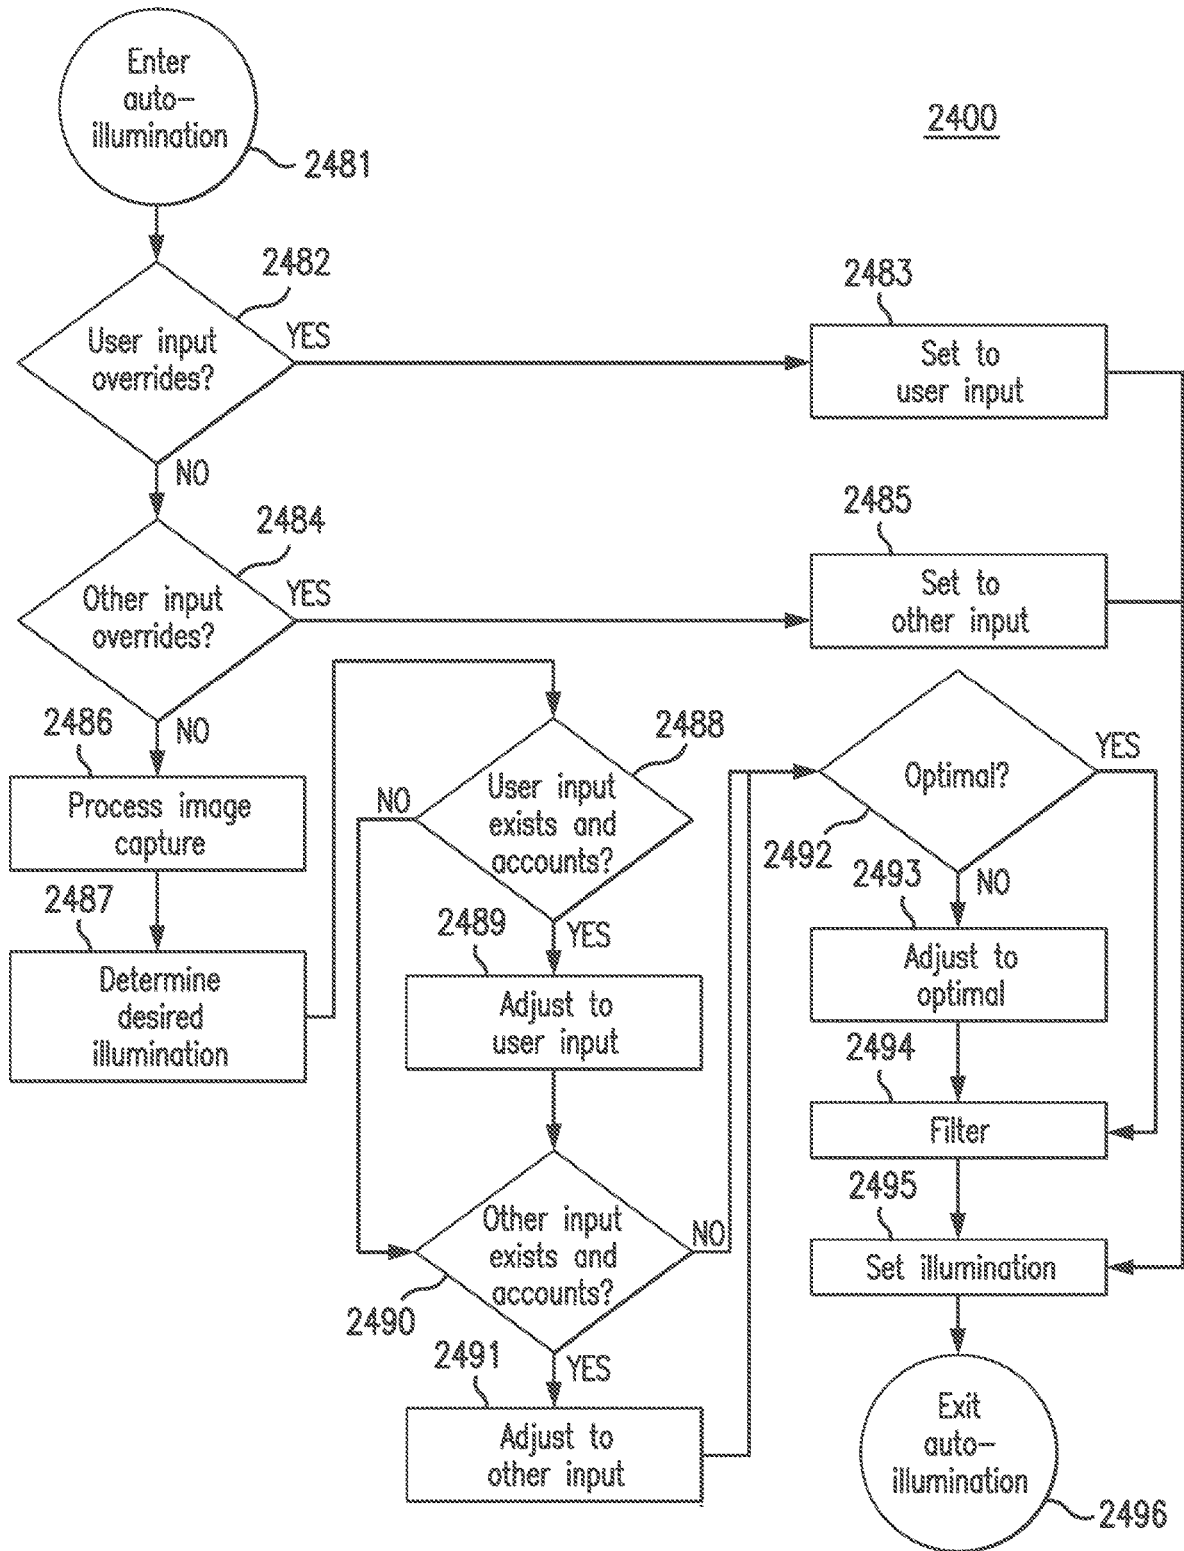 Enter
auto-
illumination
2481
2400
2482
User input
overrides?
YES
NO
2483
Set to
user input
2484
Other input
overrides?
YES
NO
2485
Set to
other input
2486
Process image
capture
2487
Determine
desired
illumination
2488
User input
exists and
accounts?
NO
YES
2489
Adjust to
user input
2490
Other input
exists and
accounts?
NO
YES
2491
Adjust to
other input
2492
Optimal?
YES
NO
2493
Adjust to
optimal
2494
Filter
2495
Set illumination
Exit
auto-
illumination
2496